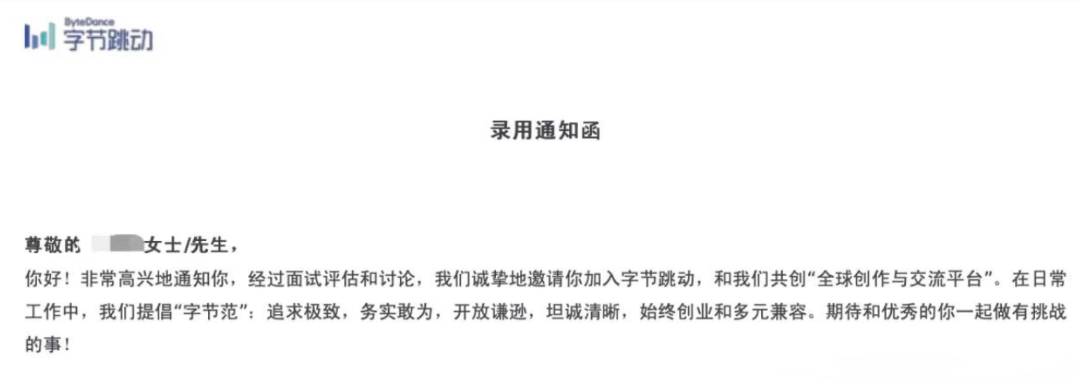 ByteDance
字节跳动
录用通知函
尊敬的 女士/先生，
你好！非常高兴地通知你，经过面试评估和讨论，我们诚挚地邀请你加入字节跳动，和我们共创“全球创作与交流平台”。在日常
工作中，我们提倡“字节范”：追求极致，务实敢为，开放谦逊，坦诚清晰，始终创业和多元兼容。期待和优秀的你一起做有挑战
的事！